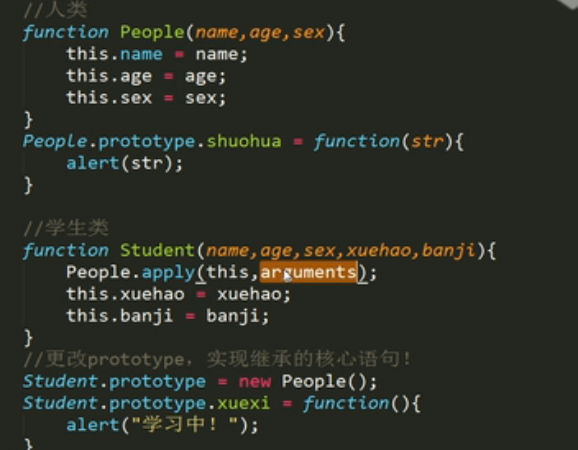 //人类
function People(name,age,sex){
    this.name = name;
    this.age = age;
    this.sex = sex;
}
People.prototype.shuohua = function(str){
    alert(str);
}
//学生类
function Student(name,age,sex,xuehao,banji){
    People.apply(this,arguments);
    this.xuehao = xuehao;
    this.banji = banji;
}
//更改prototype，实现继承的核心语句！
Student.prototype = new People();
Student.prototype.xuexi = function(){
    alert("学习中！");
}